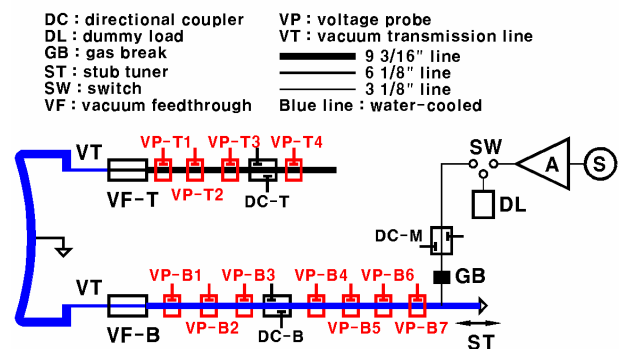 DC : directional coupler
VP : voltage probe
DL : dummy load
VT : vacuum transmission line
GB : gas break
9 3/16" line
ST : stub tuner
6 1/8" line
SW : switch
3 1/8" line
VF : vacuum feedthrough
Blue line : water-cooled
VP-T1
VP-T3
VP-T4
VT
SW
A
S
VF-T
VP-T2
DC-T
DL
DC-M
VT
VP-B1
VP-B3
VP-B4
VP-B6
GB
VF-B
VP-B2
DC-B
VP-B5
VP-B7
ST